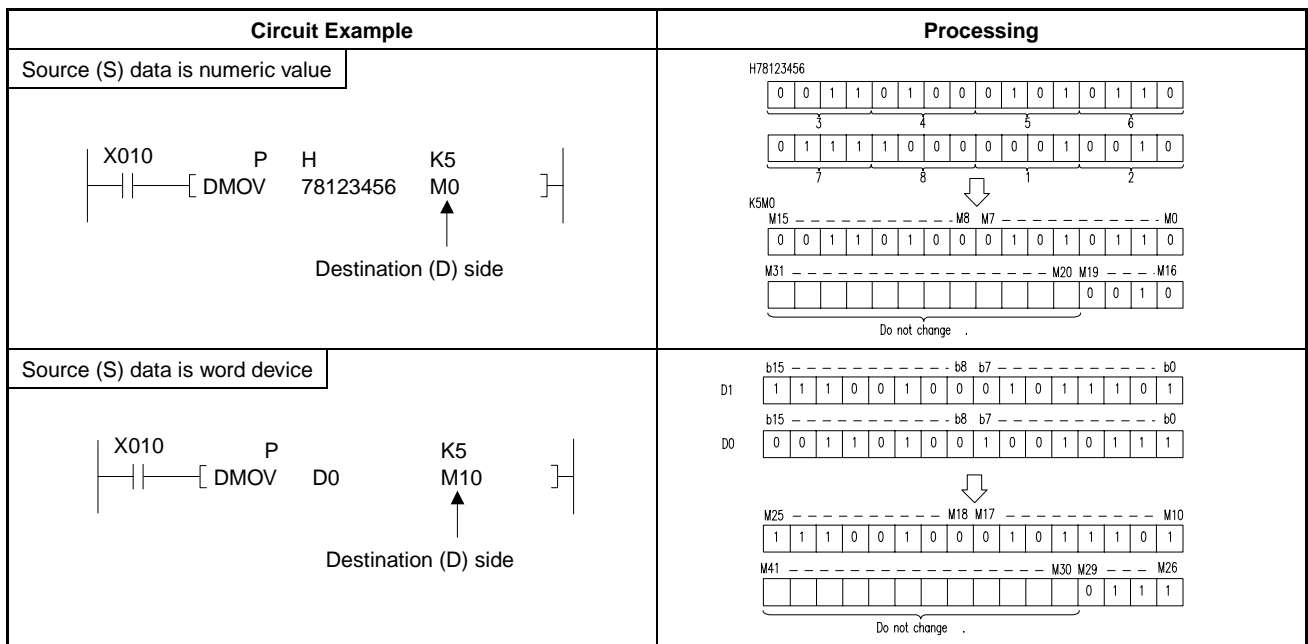 Circuit Example
Processing
Source (S) data is numeric value
X010 P H K5
DMOV 78123456 M0
Destination (D) side
H78123456
0 0 1 1 0 1 0 0 0 1 0 1 0 1 1 0
3 4 5 6
0 1 1 1 1 0 0 0 0 0 0 1 0 0 1 0
7 8 1 2
K5M0
M15 M8 M7 M0
0 0 1 1 0 1 0 0 0 1 0 1 0 1 1 0
M31 M20 M19 M16
0 0 1 0
Do not change .
Source (S) data is word device
X010 P K5
DMOV D0 M10
Destination (D) side
b15 b8 b7 b0
D1 1 1 1 0 0 1 0 0 0 1 0 1 1 1 0 1
b15 b8 b7 b0
D0 0 0 1 1 0 1 0 0 1 0 0 1 0 1 1 1
M25 M18 M17 M10
1 1 1 0 0 1 0 0 0 1 0 1 1 1 0 1
M41 M30 M29 M26
0 1 1 1
Do not change .